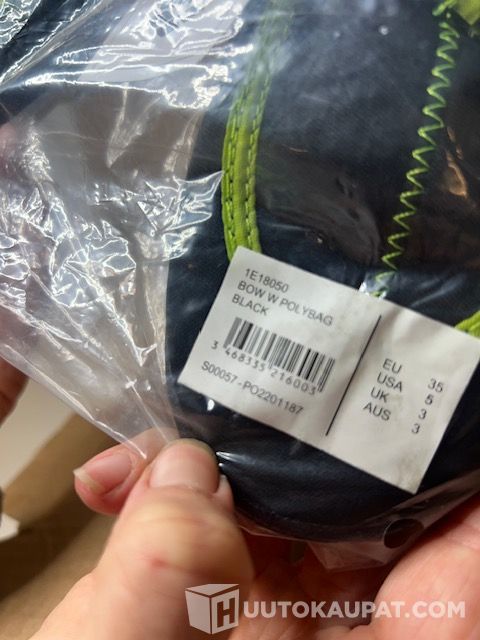 1E18050
BOW W POLYBAG
BLACK
3 468335 216003
S00057-PO2201187
EU 35
USA 5
UK 3
AUS 3
HUUTOKAUPAT.COM